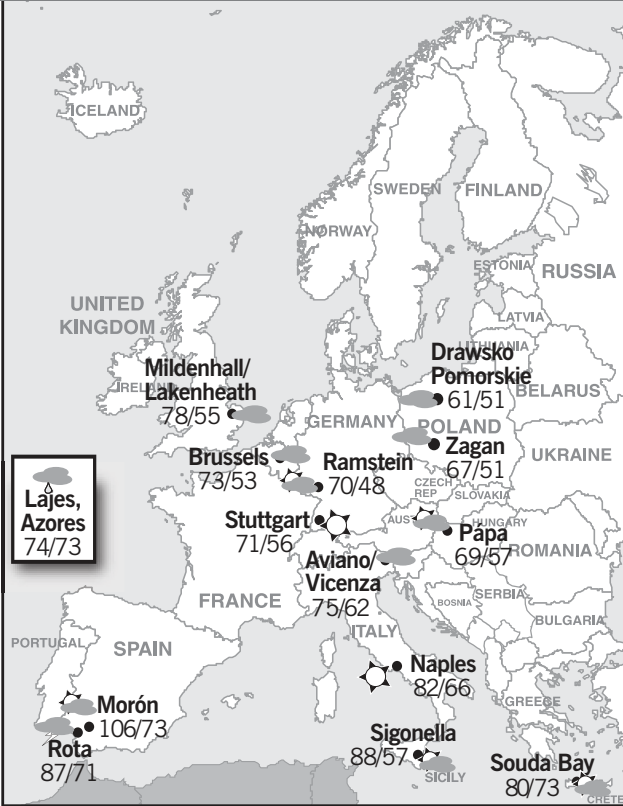 ICELAND
SWEDEN
FINLAND
NORWAY
ESTONIA
RUSSIA
LATVIA
UNITED
KINGDOM
LITHUANIA
Drawsko
Pomorskie
61/51
BELARUS
Mildenhall/
Lakenheath
78/55
IRELAND
GERMANY
POLAND
Zagan
67/51
UKRAINE
Brussels
73/53
Ramstein
70/48
CZECH
REP
SLOVAKIA
Lajes,
Azores
74/73
Stuttgart
71/56
AUST
HUNGARY
Pápa
69/57
ROMANIA
Aviano/
Vicenza
75/62
FRANCE
BOSNIA
SERBIA
BULGARIA
ITALY
PORTUGAL
SPAIN
Naples
82/66
GREECE
Morón
106/73
Rota
87/71
Sigonella
88/57
SICILY
Souda Bay
80/73
CRETE